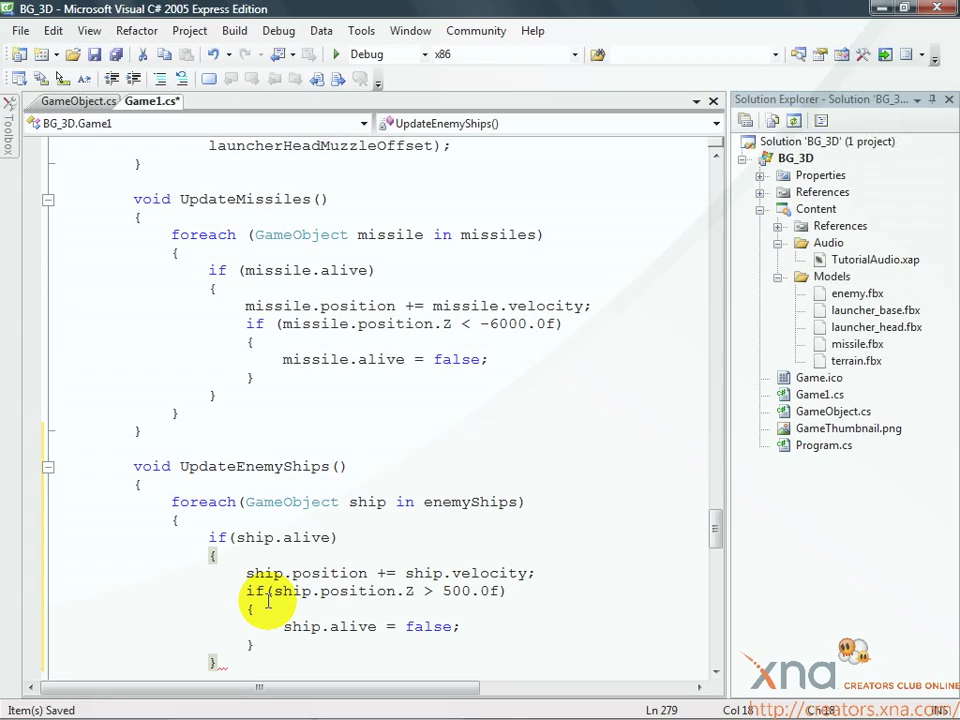 BG_3D - Microsoft Visual C# 2005 Express Edition
File Edit View Refactor Project Build Debug Data Tools Window Community Help
Debug x86
GameObject.cs Game1.cs*
BG_3D.Game1 UpdateEnemyShips()
Toolbox
launcherHeadMuzzleOffset);
}
void UpdateMissiles()
{
foreach (GameObject missile in missiles)
{
if (missile.alive)
{
missile.position += missile.velocity;
if (missile.position.Z < -6000.0f)
{
missile.alive = false;
}
}
}
}
void UpdateEnemyShips()
{
foreach(GameObject ship in enemyShips)
{
if(ship.alive)
{
ship.position += ship.velocity;
if(ship.position.Z > 500.0f)
{
ship.alive = false;
}
}
Solution Explorer - Solution 'BG_3...
Solution 'BG_3D' (1 project)
BG_3D
Properties
References
Content
References
Audio
TutorialAudio.xap
Models
enemy.fbx
launcher_base.fbx
launcher_head.fbx
missile.fbx
terrain.fbx
Game.ico
Game1.cs
GameObject.cs
GameThumbnail.png
Program.cs
xna CREATORS CLUB ONLINE
http://creators.xna.com/
Item(s) Saved Ln 279 Col 18 Ch 18 INS